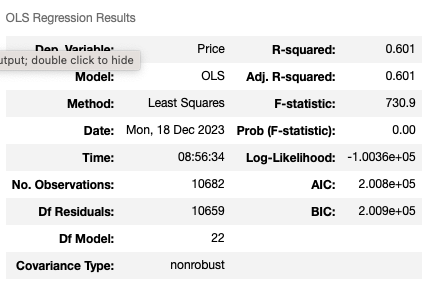 OLS Regression Results
Dep. Variable: Price R-squared: 0.601
utput; double click to hide
Model: OLS Adj. R-squared: 0.601
Method: Least Squares F-statistic: 730.9
Date: Mon, 18 Dec 2023 Prob (F-statistic): 0.00
Time: 08:56:34 Log-Likelihood: -1.0036e+05
No. Observations: 10682 AIC: 2.008e+05
Df Residuals: 10659 BIC: 2.009e+05
Df Model: 22
Covariance Type: nonrobust